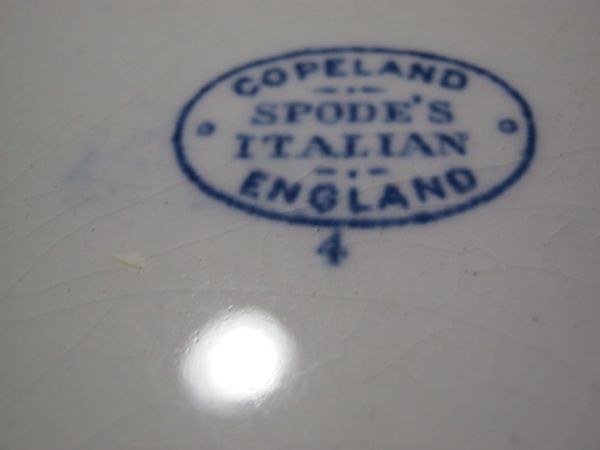 COPELAND
SPODE'S
ITALIAN
ENGLAND
4